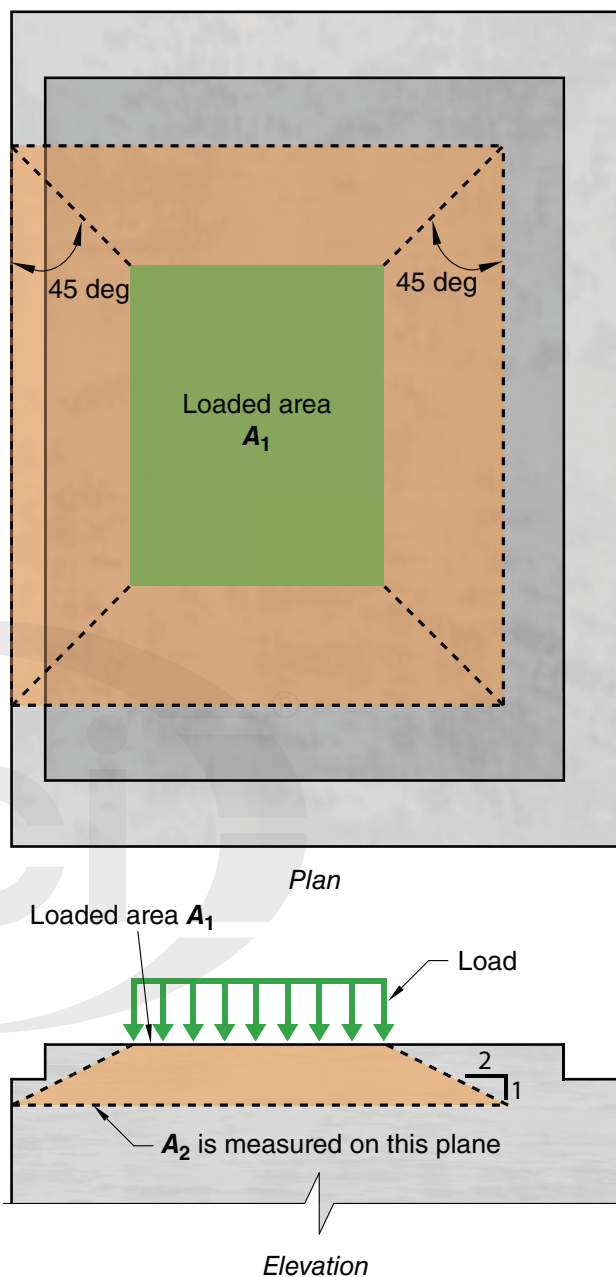 45 deg
45 deg
Loaded area
A1
®
Plan
Loaded area A1
Load
2
1
A2 is measured on this plane
Elevation